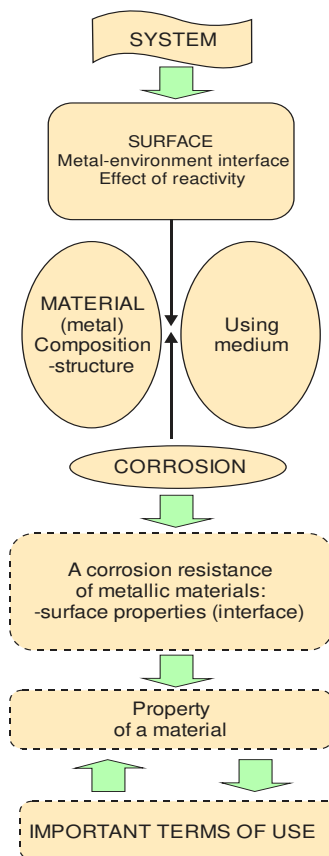 SYSTEM
SURFACE
Metal-environment interface
Effect of reactivity
MATERIAL
(metal)
Composition
-structure
Using
medium
CORROSION
A corrosion resistance
of metallic materials:
-surface properties (interface)
Property
of a material
IMPORTANT TERMS OF USE